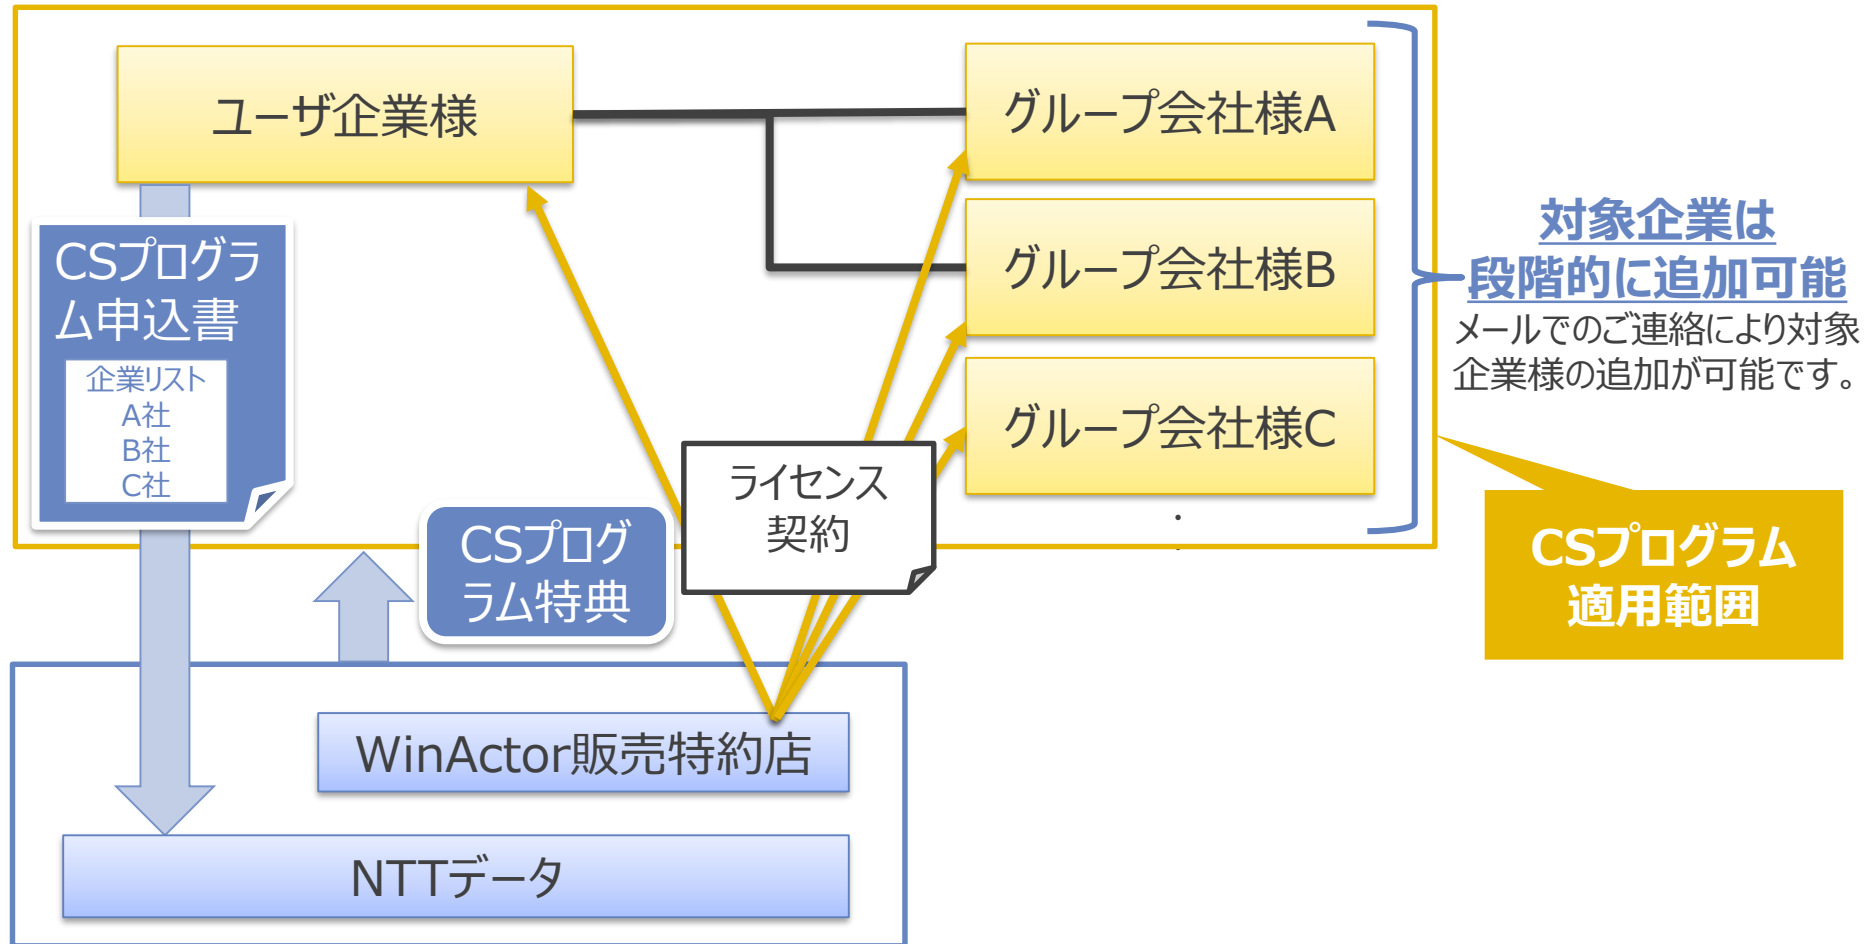 ユーザ企業様
グループ会社様A
グループ会社様B
グループ会社様C
・
・
対象企業は
段階的に追加可能
メールでのご連絡により対象
企業様の追加が可能です。
CSプログラ
ム申込書
企業リスト
A社
B社
C社
ライセンス
契約
CSプログ
ラム特典
CSプログラム
適用範囲
WinActor販売特約店
NTTデータ